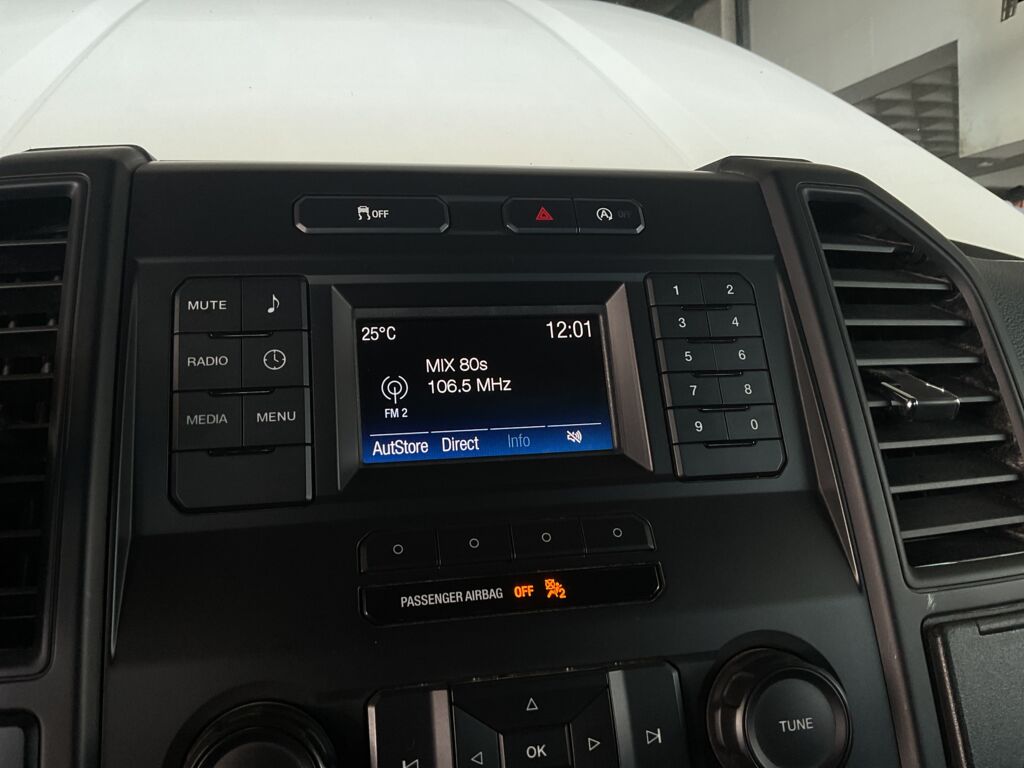 OFF
A OFF
MUTE
RADIO
MEDIA MENU
25°C 12:01
MIX 80s
106.5 MHz
FM 2
AutStore Direct Info
1 2
3 4
5 6
7 8
9 0
PASSENGER AIRBAG OFF 2
OK
TUNE